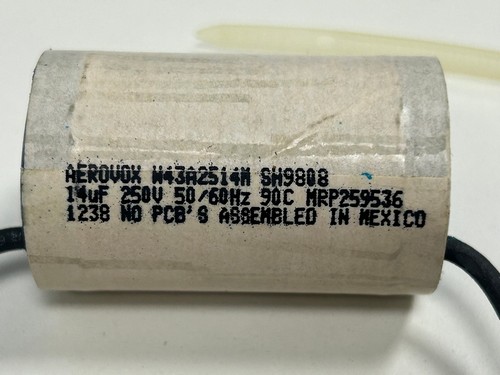 AEROVOX W43A2514M SH9808
14uF 250V 50/60Hz 90C MRP259536
1238 NO PCB'S ASSEMBLED IN MEXICO